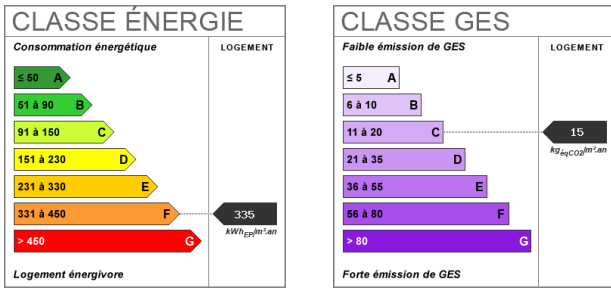 CLASSE ÉNERGIE
Consommation énergétique
LOGEMENT
≤ 50 A
51 à 90 B
91 à 150 C
151 à 230 D
231 à 330 E
331 à 450 F
335
kWhEP/m².an
> 450 G
Logement énergivore
CLASSE GES
Faible émission de GES
LOGEMENT
≤ 5 A
6 à 10 B
11 à 20 C
15
kgéqCO2/m².an
21 à 35 D
36 à 55 E
56 à 80 F
> 80 G
Forte émission de GES